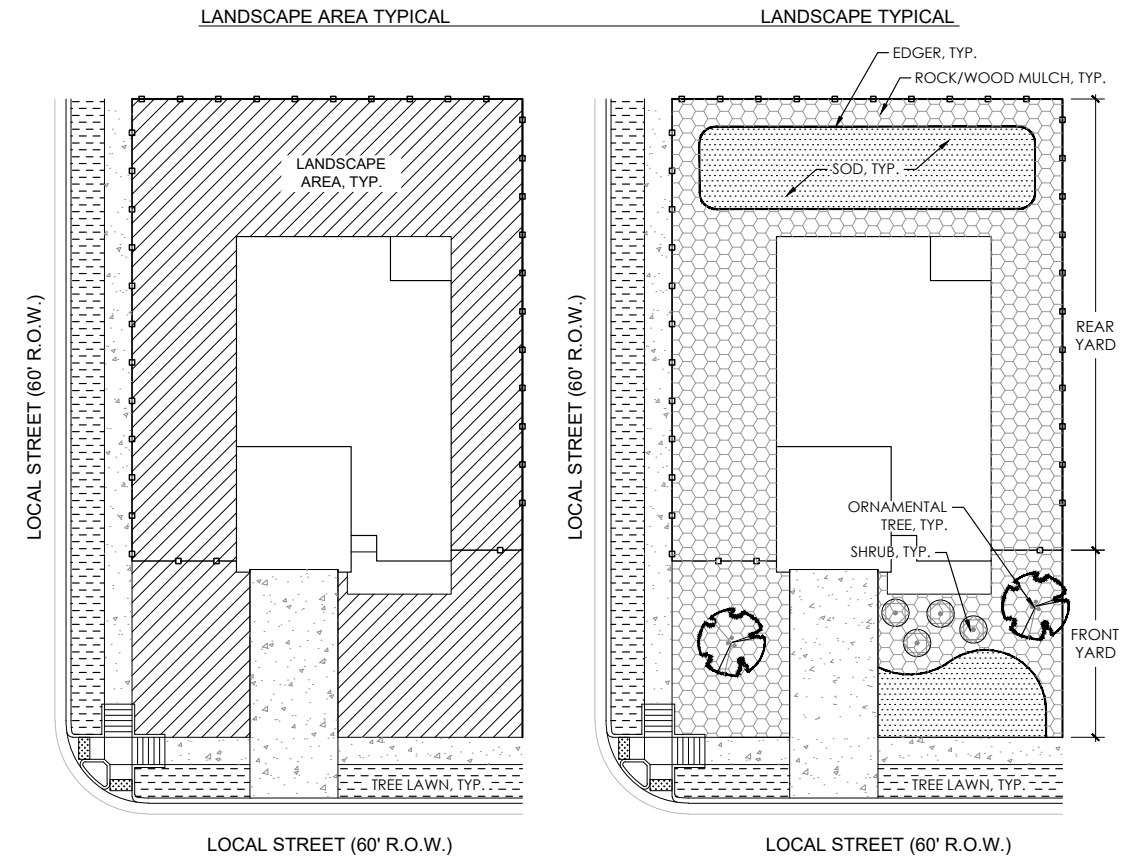 LANDSCAPE AREA TYPICAL
LANDSCAPE
AREA, TYP.
LOCAL STREET (60' R.O.W.)
TREE LAWN, TYP.
LOCAL STREET (60' R.O.W.)
LANDSCAPE TYPICAL
EDGER, TYP.
ROCK/WOOD MULCH, TYP.
SOD, TYP.
LOCAL STREET (60' R.O.W.)
REAR
YARD
ORNAMENTAL
TREE, TYP.
SHRUB, TYP.
FRONT
YARD
TREE LAWN, TYP.
LOCAL STREET (60' R.O.W.)